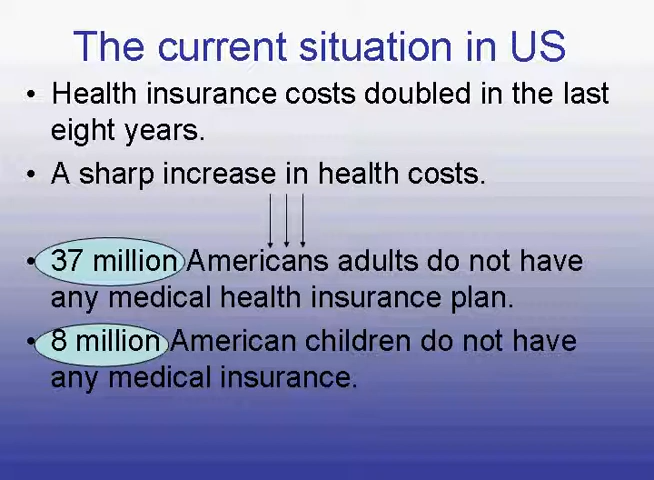 The current situation in US
• Health insurance costs doubled in the last
eight years.
• A sharp increase in health costs.
• 37 million Americans adults do not have
any medical health insurance plan.
• 8 million American children do not have
any medical insurance.